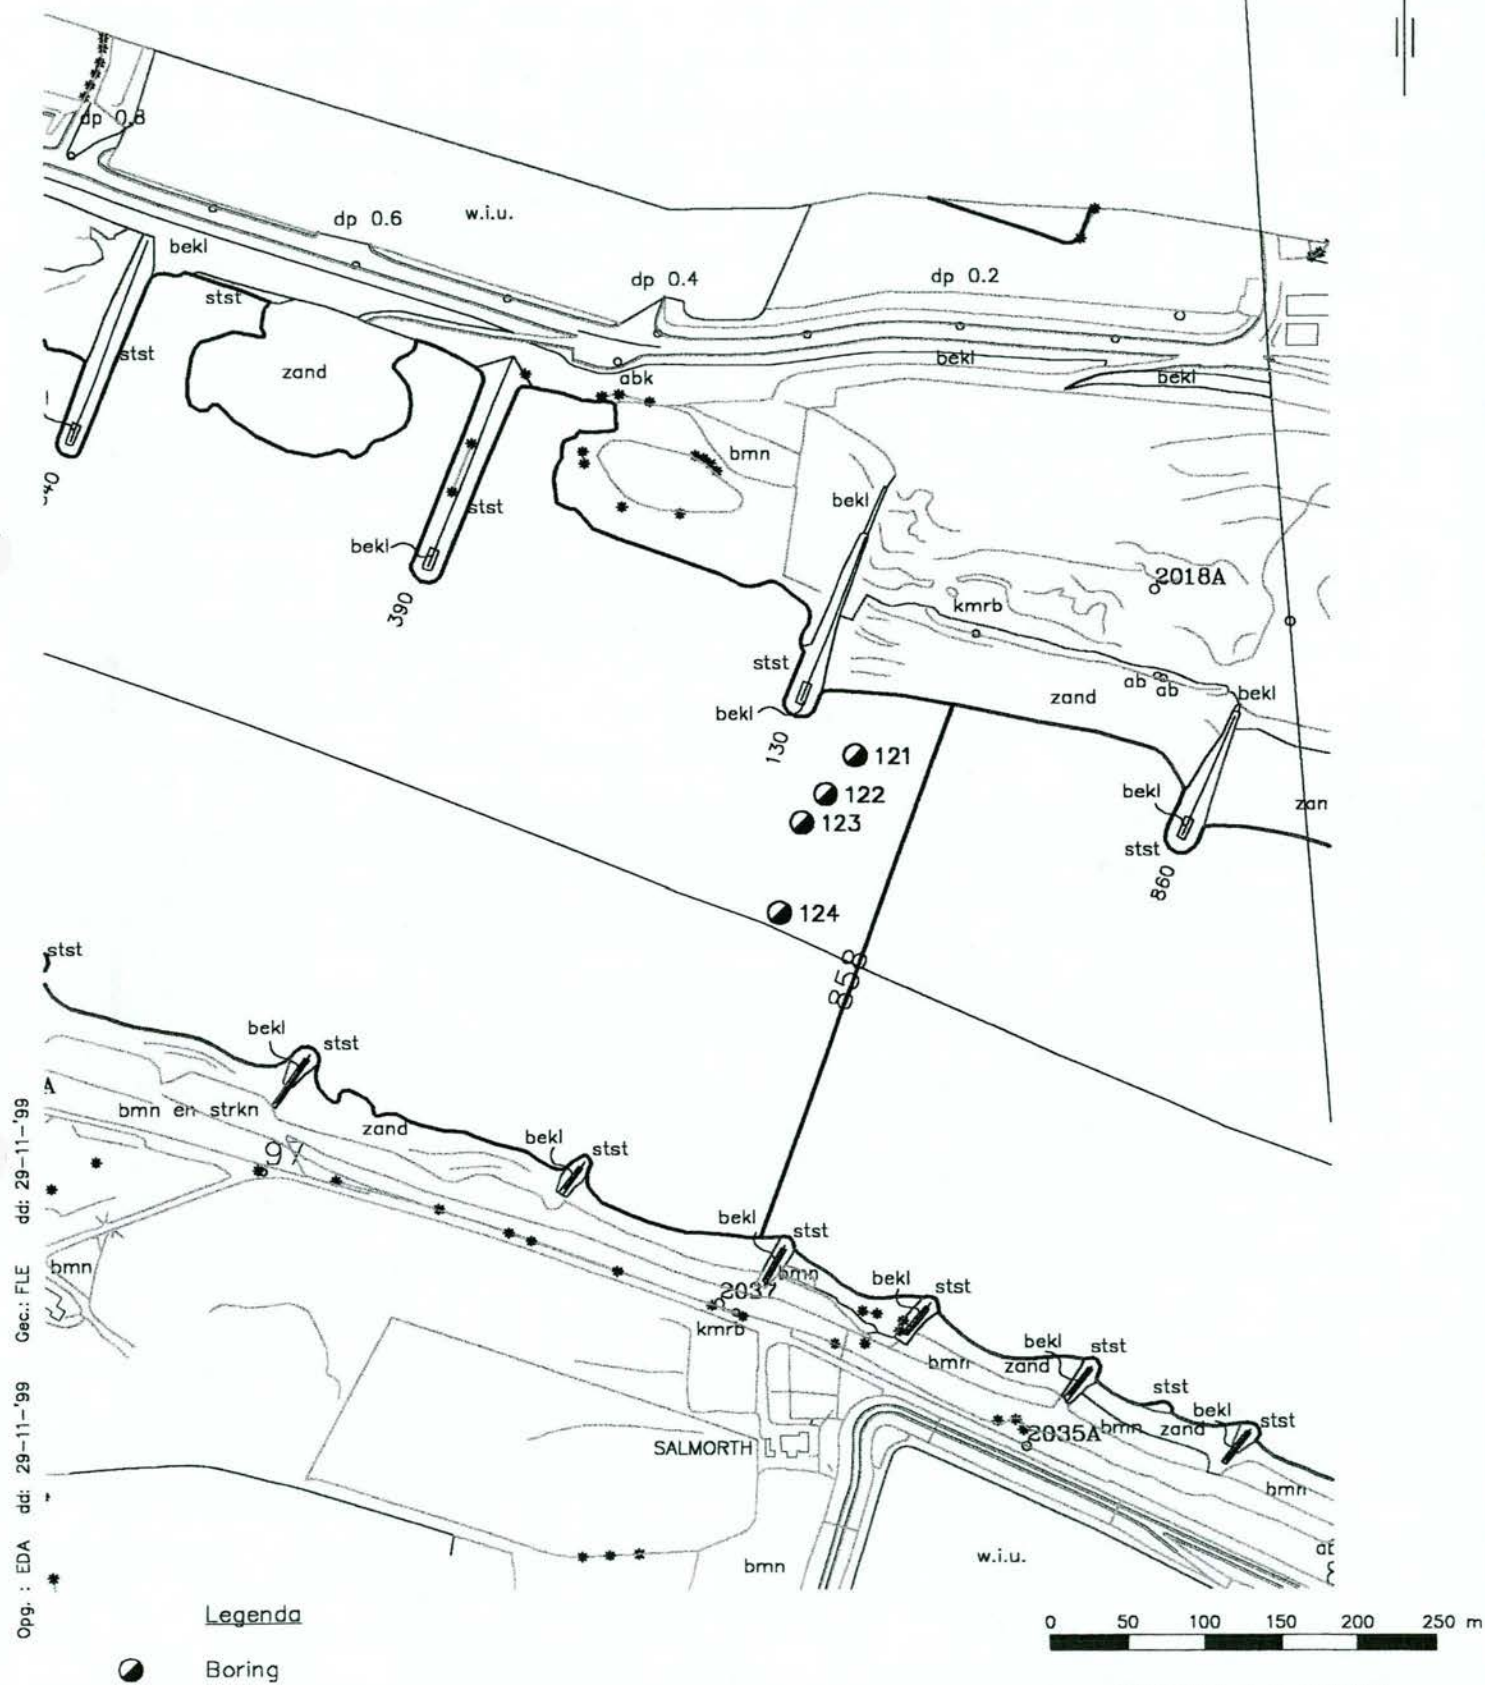 dp 0.8
dp 0.6
w.i.u.
bekl
stst
dp 0.4
dp 0.2
stst
zand
abk
bekl
bekl
bmn
stst
bekl
bekl
390
2018A
kmrb
stst
bekl
130
zand
ab
ab
bekl
121
122
123
bekl
stst
860
124
858
stst
bekl
stst
bmn en strkn
zand
97
bekl
stst
bmn
bekl
stst
bmn
2037
kmrb
bekl
stst
bmn
bekl
stst
zand
stst
bekl
stst
bmn
zand
2035A
SALMORTH
bmn
bmn
w.i.u.
Opg. : EDA dd: 29-11-'99 Gec.: FLE dd: 29-11-'99
Legenda
Boring
0 50 100 150 200 250 m